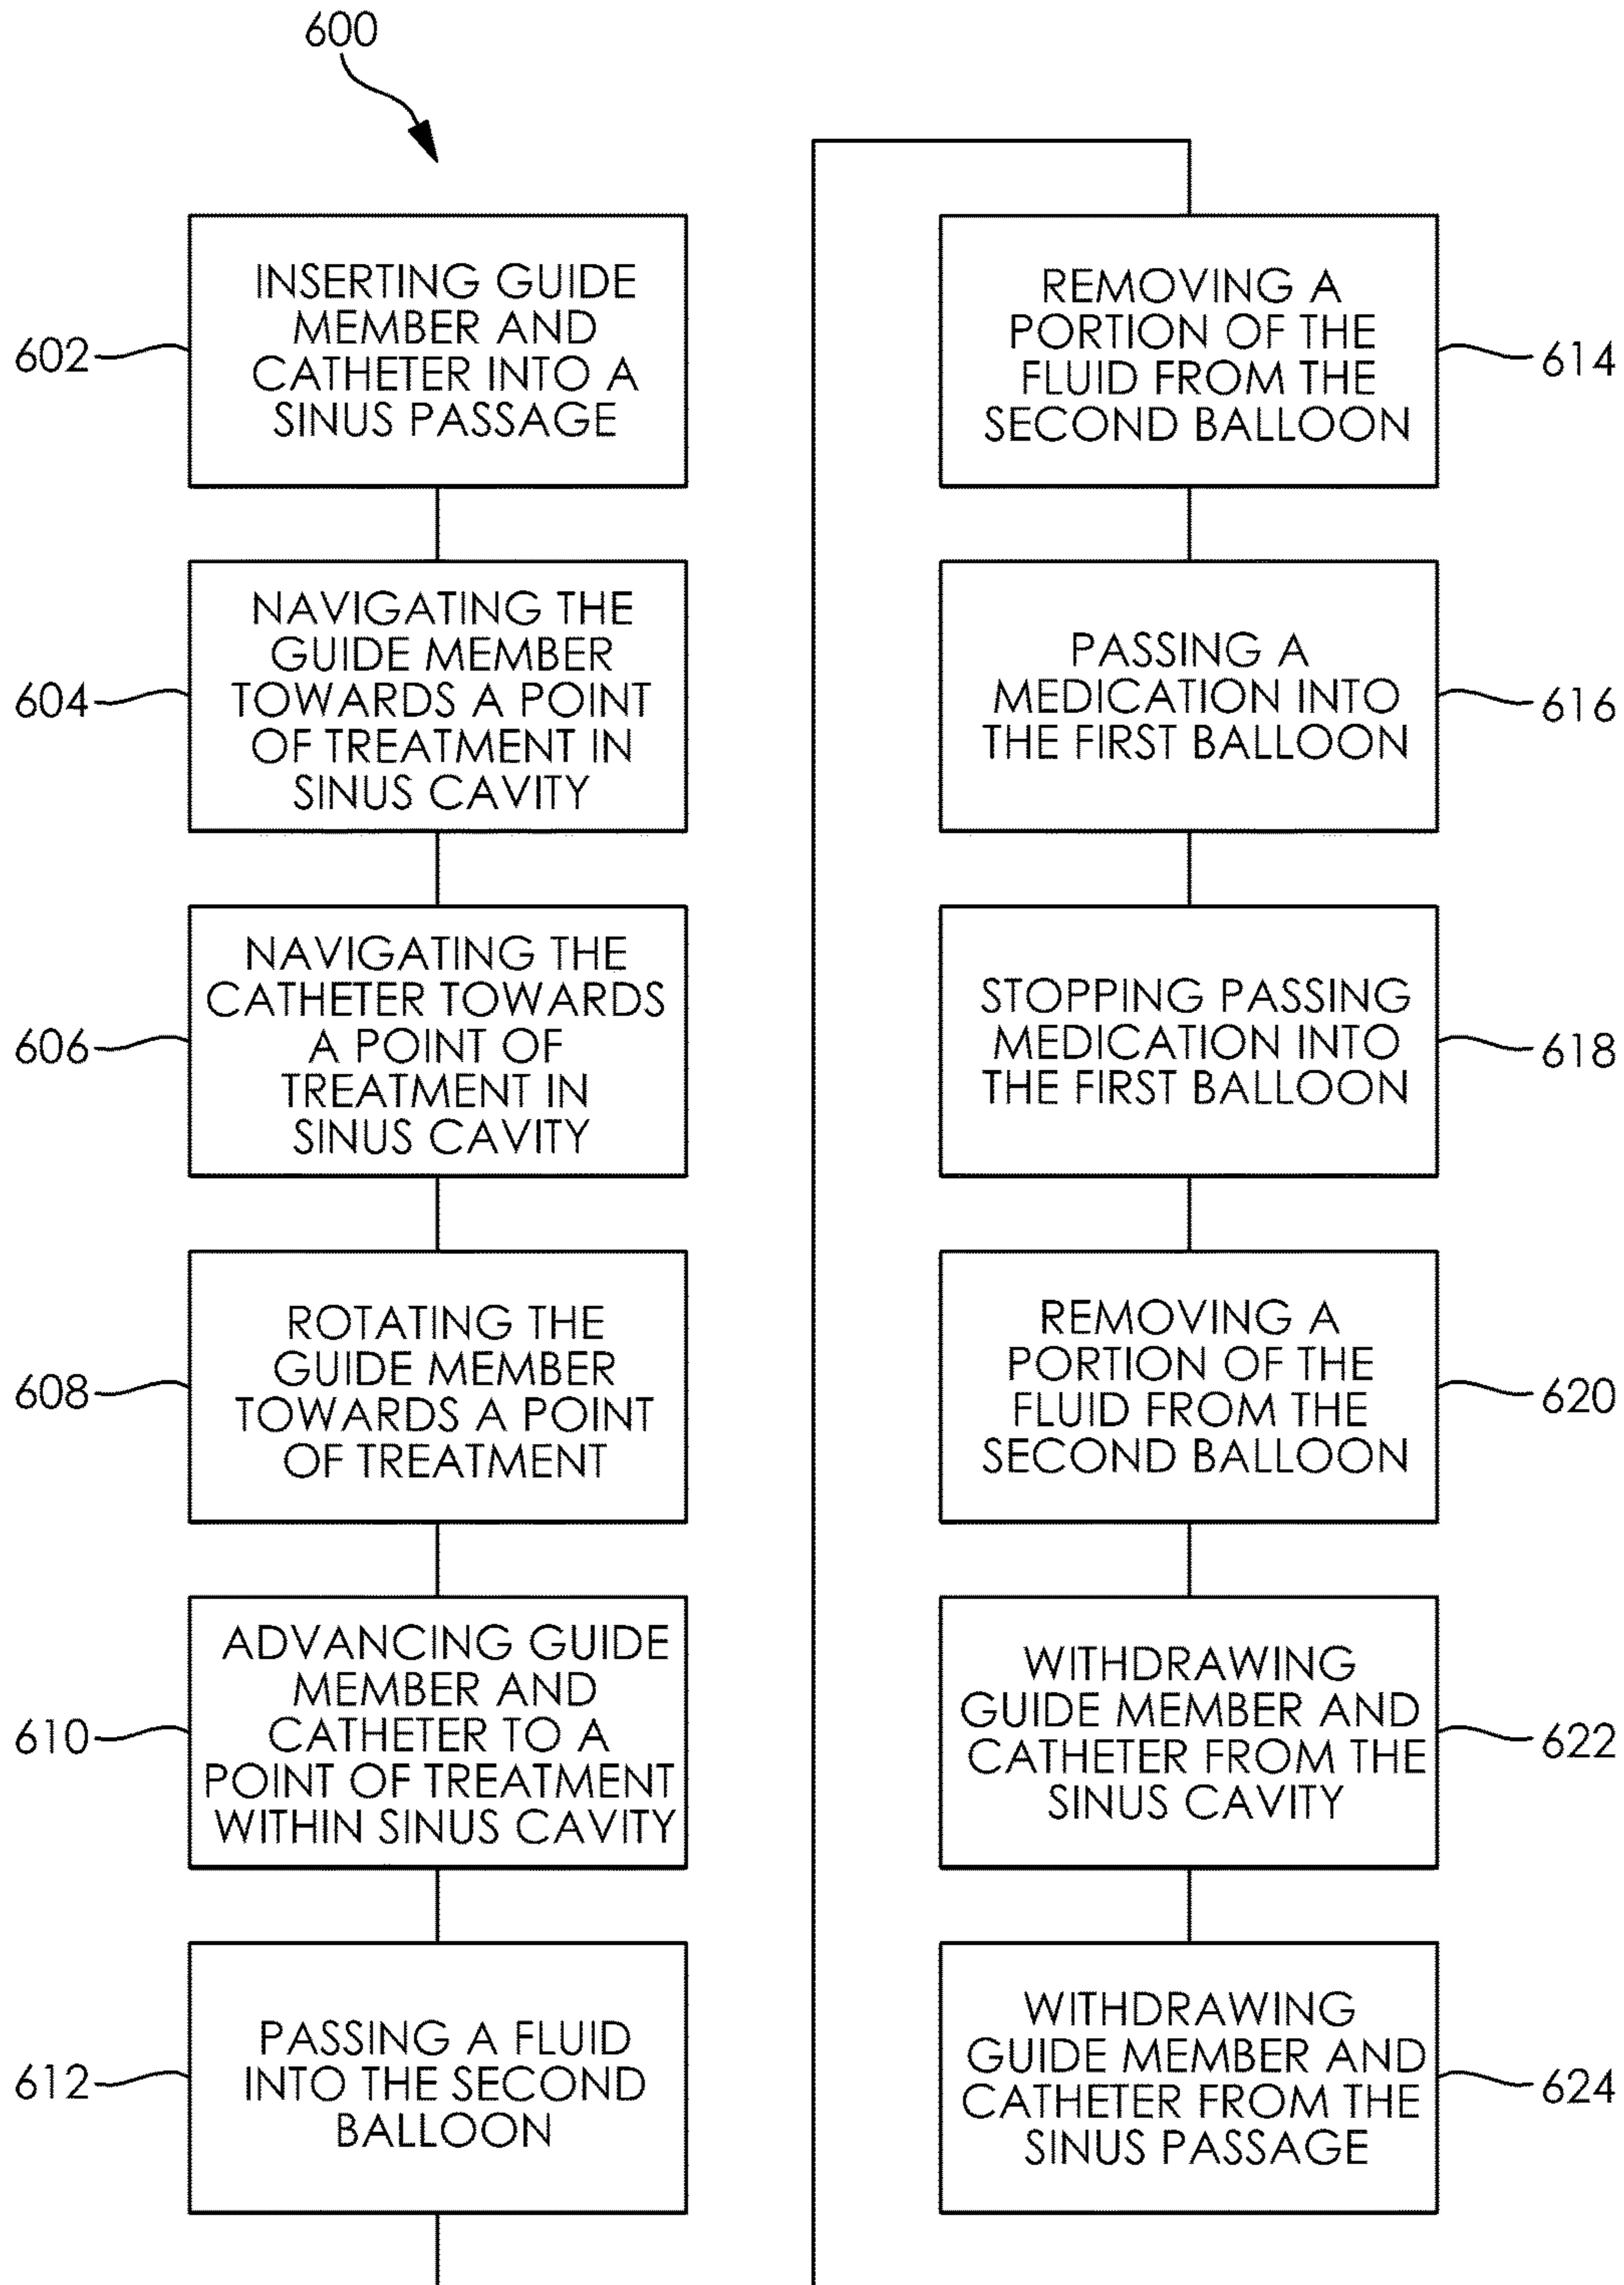 600
602
INSERTING GUIDE
MEMBER AND
CATHETER INTO A
SINUS PASSAGE
604
NAVIGATING THE
GUIDE MEMBER
TOWARDS A POINT
OF TREATMENT IN
SINUS CAVITY
606
NAVIGATING THE
CATHETER TOWARDS
A POINT OF
TREATMENT IN
SINUS CAVITY
608
ROTATING THE
GUIDE MEMBER
TOWARDS A POINT
OF TREATMENT
610
ADVANCING GUIDE
MEMBER AND
CATHETER TO A
POINT OF TREATMENT
WITHIN SINUS CAVITY
612
PASSING A FLUID
INTO THE SECOND
BALLOON
REMOVING A
PORTION OF THE
FLUID FROM THE
SECOND BALLOON
614
PASSING A
MEDICATION INTO
THE FIRST BALLOON
616
STOPPING PASSING
MEDICATION INTO
THE FIRST BALLOON
618
REMOVING A
PORTION OF THE
FLUID FROM THE
SECOND BALLOON
620
WITHDRAWING
GUIDE MEMBER AND
CATHETER FROM THE
SINUS CAVITY
622
WITHDRAWING
GUIDE MEMBER AND
CATHETER FROM THE
SINUS PASSAGE
624